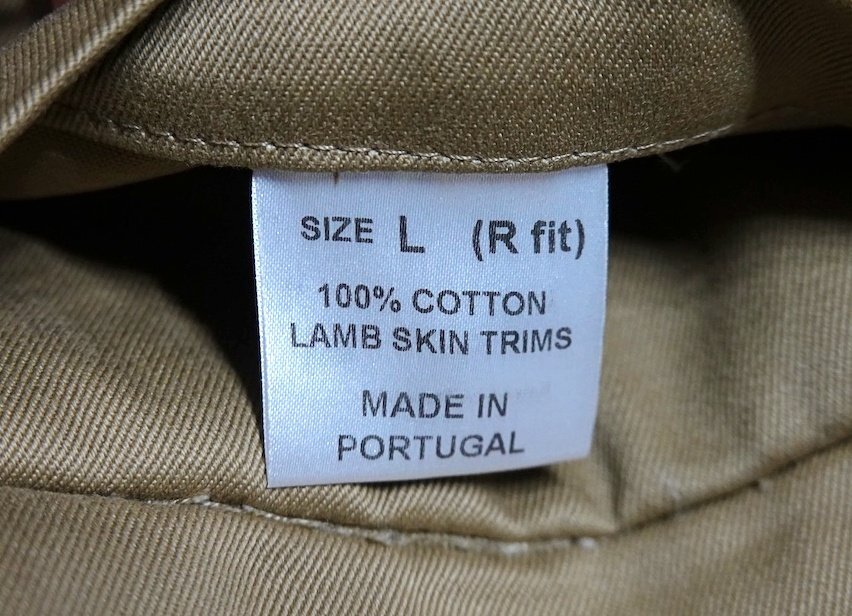 SIZE L (R fit)
100% COTTON
LAMB SKIN TRIMS
MADE IN
PORTUGAL